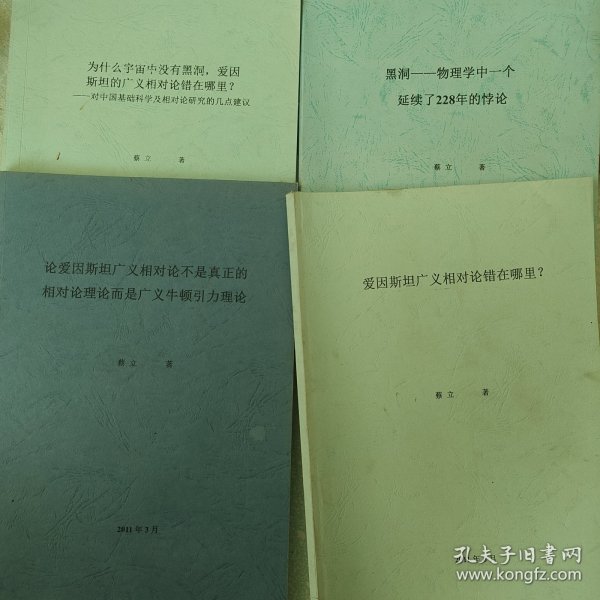 为什么宇宙中没有黑洞，爱因
斯坦的广义相对论错在哪里？
——对中国基础科学及相对论研究的几点建议
蔡立 著
黑洞——物理学中一个
延续了228年的悖论
蔡立 著
论爱因斯坦广义相对论不是真正的
相对论理论而是广义牛顿引力理论
蔡立 著
2011年3月
爱因斯坦广义相对论错在哪里？
蔡立 著
孔夫子旧书网
www.kongfz.com